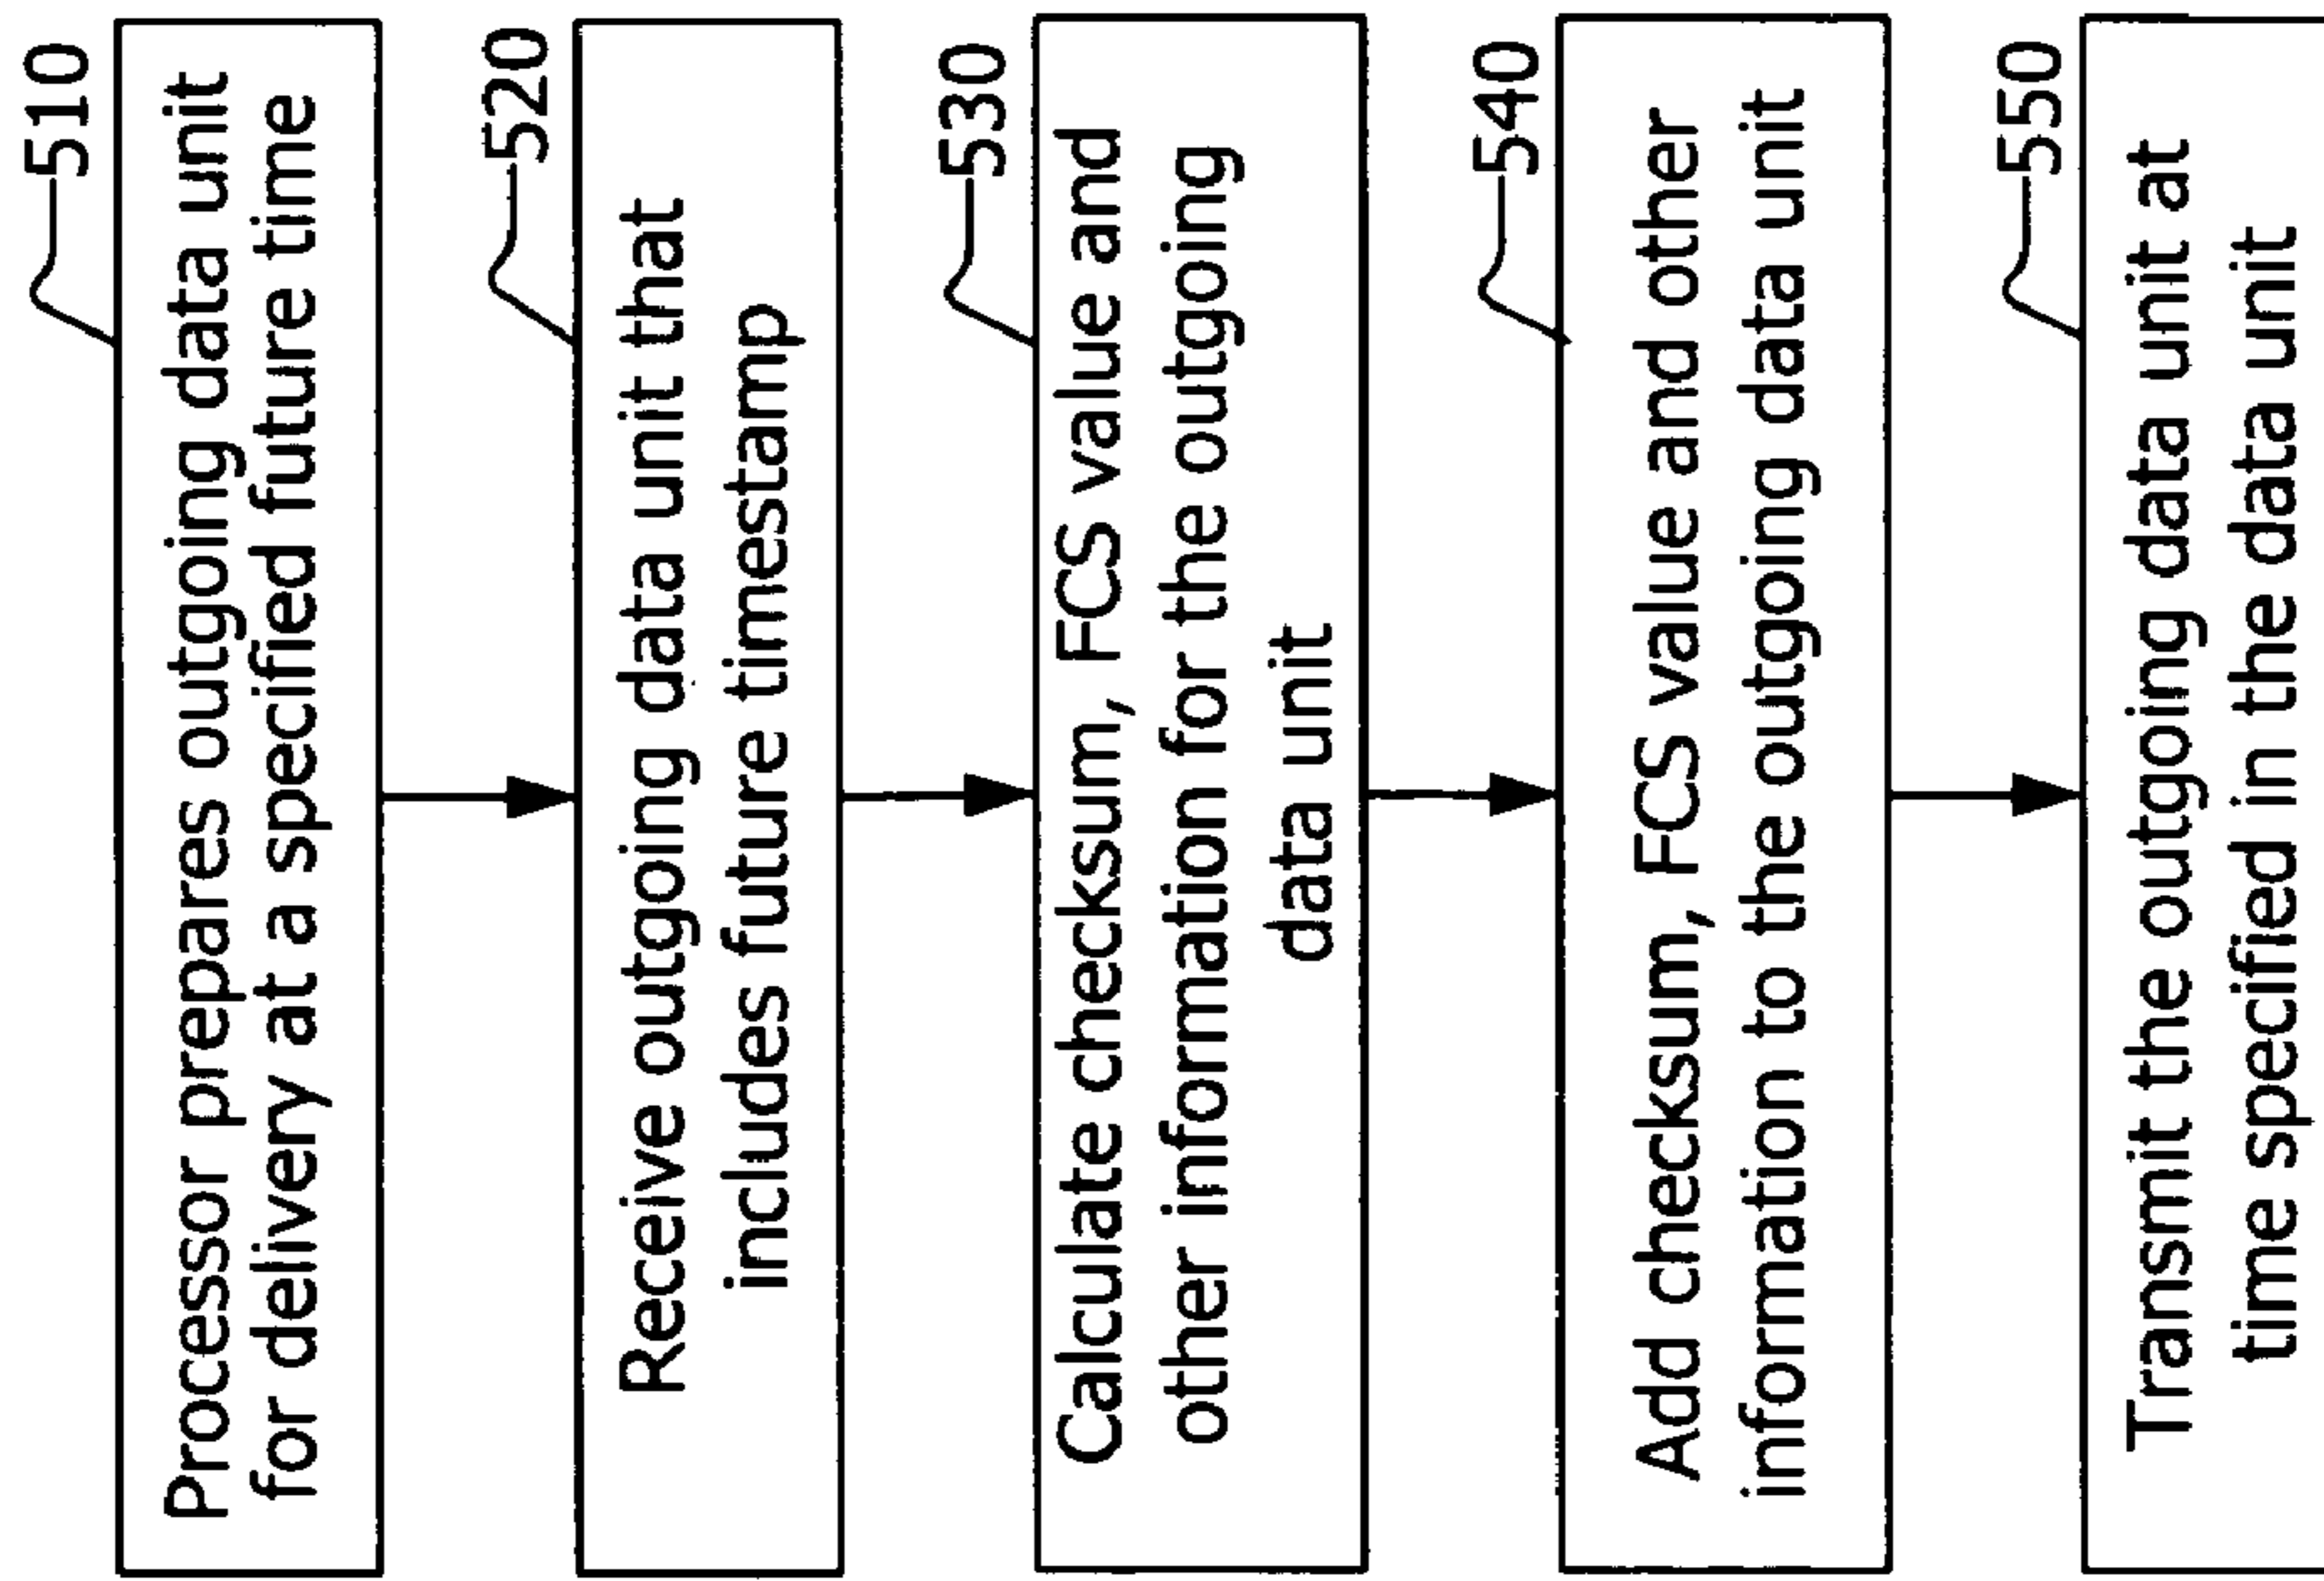 510
Processor prepares outgoing data unit
for delivery at a specified future time
520
Receive outgoing data unit that
includes future timestamp
530
Calculate checksum, FCS value and
other information for the outgoing
data unit
540
Add checksum, FCS value and other
information to the outgoing data unit
550
Transmit the outgoing data unit at
time specified in the data unit